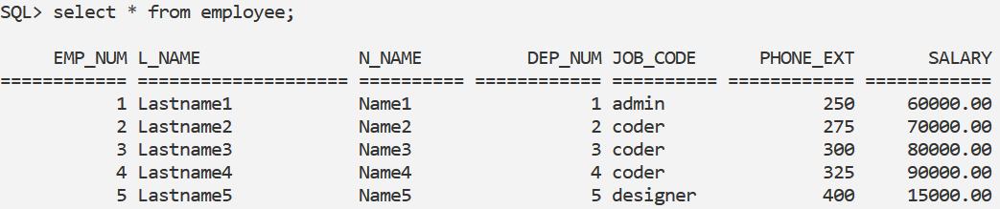 SQL> select * from employee;
EMP_NUM L_NAME N_NAME DEP_NUM JOB_CODE PHONE_EXT SALARY
============ ==================== ========== ============ ========== ============ ============
1 Lastname1 Name1 1 admin 250 60000.00
2 Lastname2 Name2 2 coder 275 70000.00
3 Lastname3 Name3 3 coder 300 80000.00
4 Lastname4 Name4 4 coder 325 90000.00
5 Lastname5 Name5 5 designer 400 15000.00